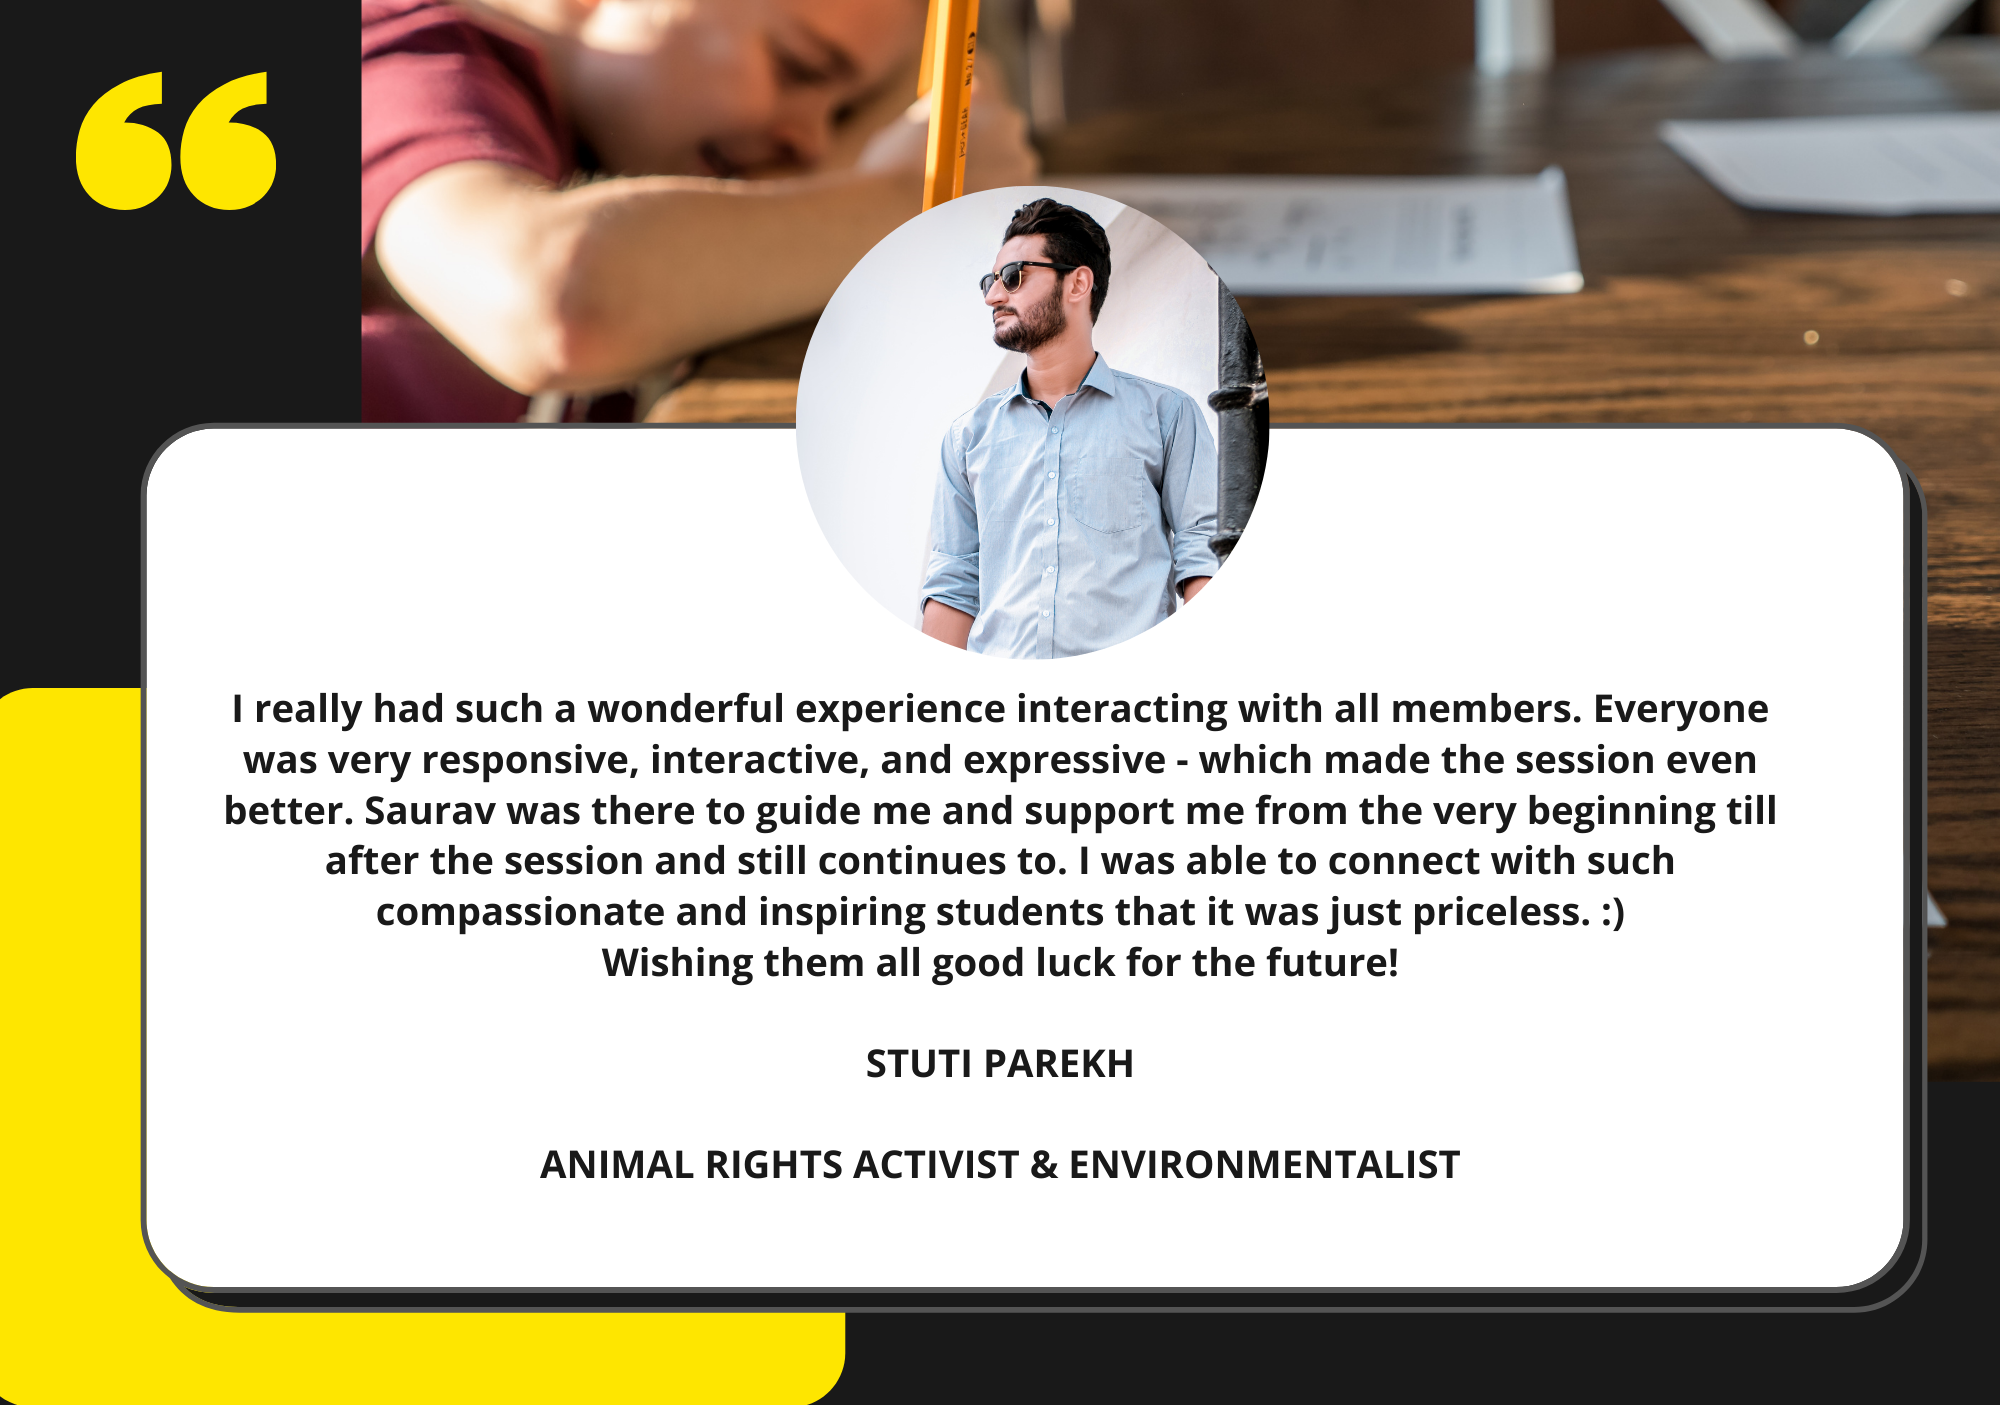 I really had such a wonderful experience interacting with all members. Everyone
was very responsive, interactive, and expressive - which made the session even
better. Saurav was there to guide me and support me from the very beginning till
after the session and still continues to. I was able to connect with such
compassionate and inspiring students that it was just priceless. :)
Wishing them all good luck for the future!
STUTI PAREKH
ANIMAL RIGHTS ACTIVIST & ENVIRONMENTALIST